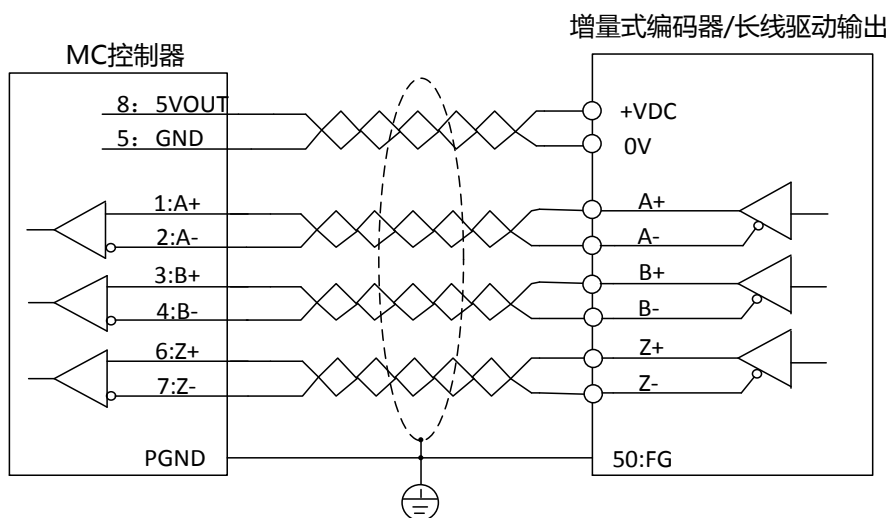 增量式编码器/长线驱动输出
MC控制器
8：5VOUT
5：GND
+VDC
0V
1:A+
2:A-
A+
A-
3:B+
4:B-
B+
B-
6:Z+
7:Z-
Z+
Z-
PGND
50:FG